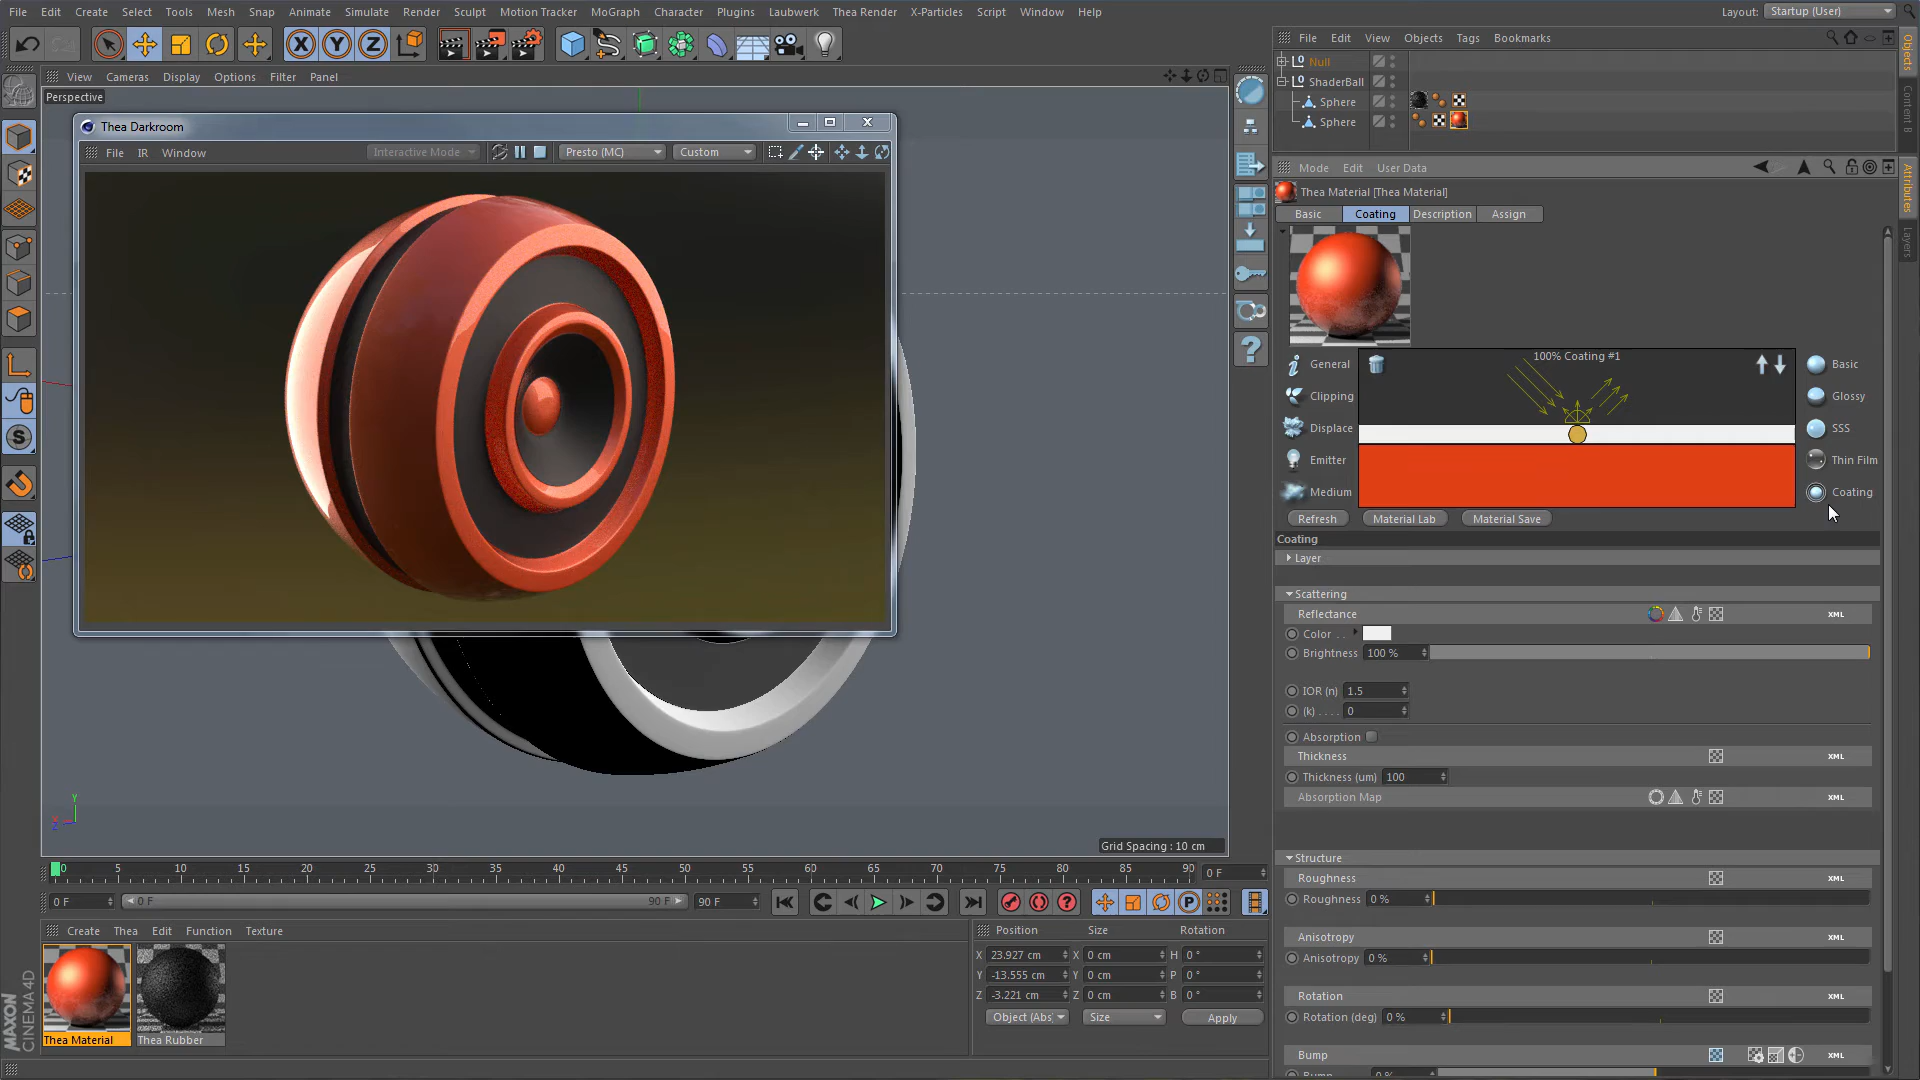 File Edit Create Select Tools Mesh Snap Animate Simulate Render Sculpt Motion Tracker MoGraph Character Plugins Laubwerk Thea Render X-Particles Script Window Help
Layout: Startup (User)
View Cameras Display Options Filter Panel
Perspective
Thea Darkroom
File IR Window Interactive Mode Presto (MC) Custom
Grid Spacing : 10 cm
File Edit View Objects Tags Bookmarks
Null
ShaderBall
Sphere
Sphere
Objects
Content B
Attributes
Layers
Mode Edit User Data
Thea Material [Thea Material]
Basic Coating Description Assign
General
Clipping
Displace
Emitter
Medium
100% Coating #1
Basic
Glossy
SSS
Thin Film
Coating
Refresh Material Lab Material Save
Coating
Layer
Scattering
Reflectance XML
Color . .
Brightness 100 %
IOR (n) 1.5
(k) . . . . 0
Absorption
Thickness XML
Thickness (um) 100
Absorption Map XML
Structure
Roughness XML
Roughness 0 %
Anisotropy XML
Anisotropy 0 %
Rotation XML
Rotation (deg) 0 %
Bump XML
Bump 0 %
0 5 10 15 20 25 30 35 40 45 50 55 60 65 70 75 80 85 90 0 F
0 F 0 F 90 F 90 F
Create Thea Edit Function Texture
Thea Material Thea Rubber
Position Size Rotation
X 23.927 cm X 0 cm H 0 °
Y -13.555 cm Y 0 cm P 0 °
Z -3.221 cm Z 0 cm B 0 °
Object (Abs) Size Apply
MAXON
CINEMA 4D
X Y Z
S
P
Y
X
Z